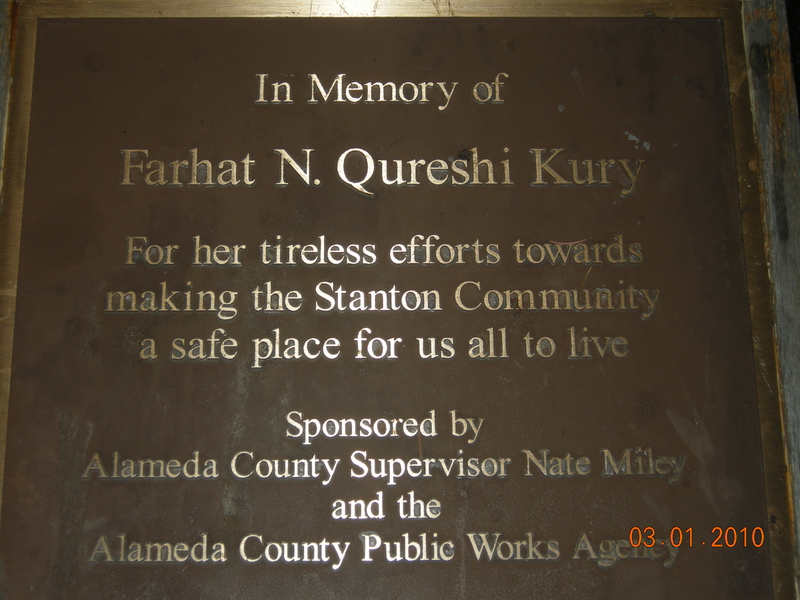 In Memory of
Farhat N. Qureshi Kury
For her tireless efforts towards
making the Stanton Community
a safe place for us all to live
Sponsored by
Alameda County Supervisor Nate Miley
and the
Alameda County Public Works Agency
03.01.2010